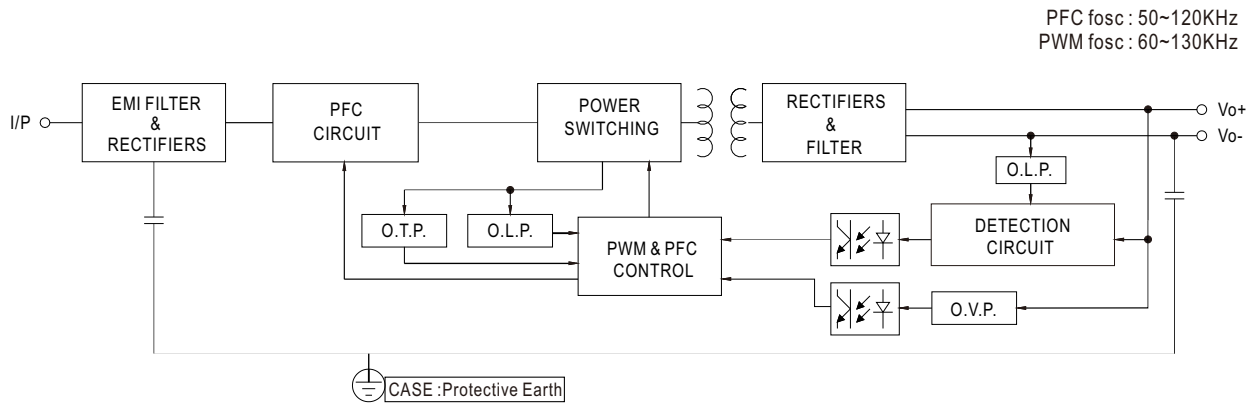 PFC fosc : 50~120KHz
PWM fosc : 60~130KHz
I/P
EMI FILTER
&
RECTIFIERS
PFC
CIRCUIT
POWER
SWITCHING
RECTIFIERS
&
FILTER
Vo+
Vo-
O.L.P.
O.T.P.
O.L.P.
PWM & PFC
CONTROL
DETECTION
CIRCUIT
O.V.P.
CASE :Protective Earth